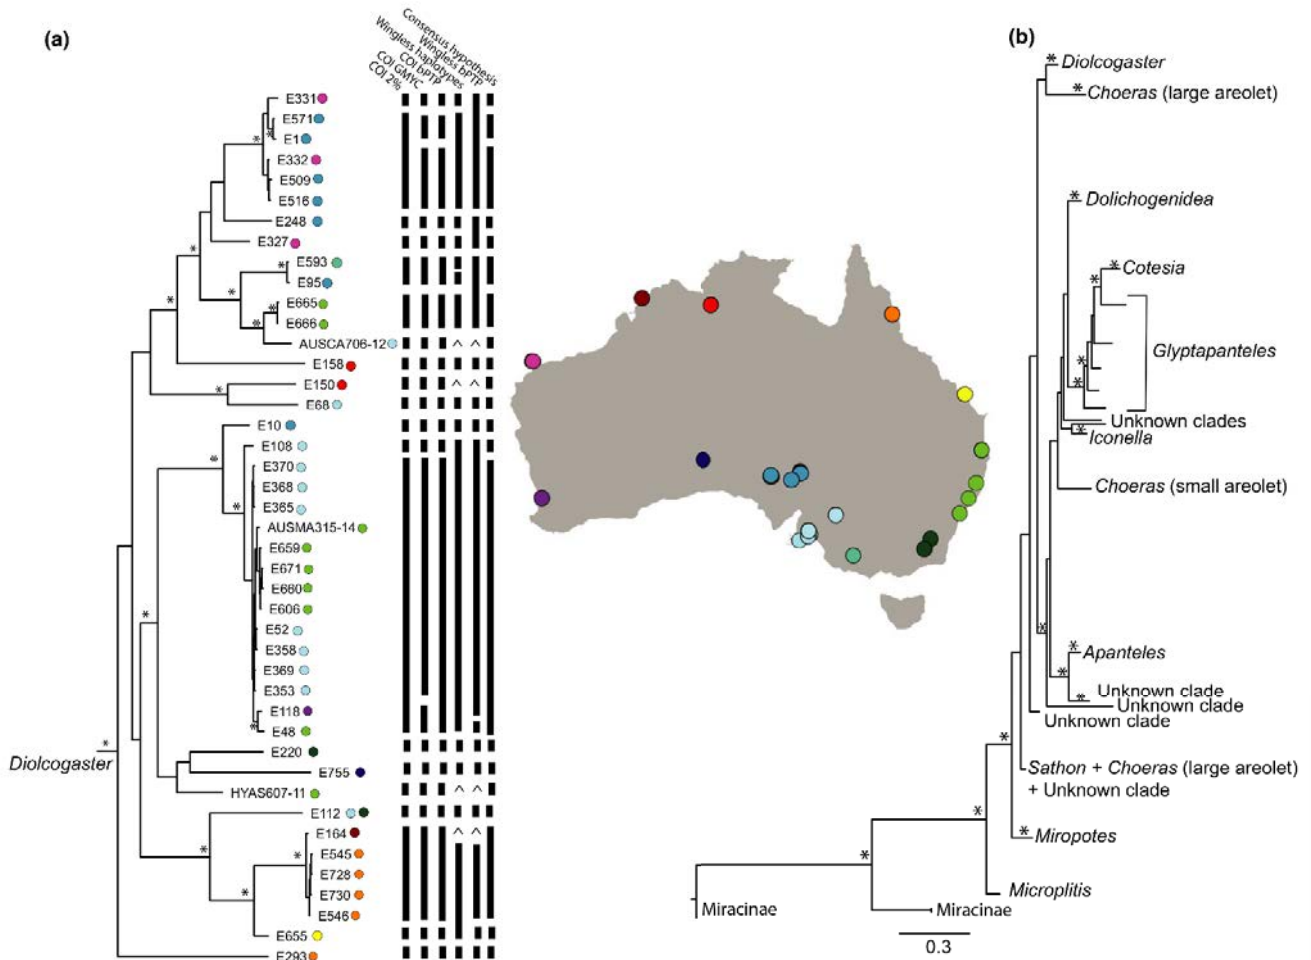 (a)
Consensus hypothesis
Wingless bPTP
Wingless haplotypes
COI bPTP
COI GMYC
COI 2%
E331
* E571
* E1
E332
E509
E516
E248
E327
*
* E593
E95
*
* E665
* E666
AUSCA706-12 ^ ^
* E158
E150 ^ ^
* E68
E10
* E108
E370
E368
E365
*
AUSMA315-14
E659
E671
E660
E606
*
E52
E358
E369
E353
E118
* E48
E220
*
Diolcogaster
E755
HYAS607-11 ^ ^
E112
E164 ^ ^
*
* E545
E728
* E730
E546
E655
E293
(b)
* Diolcogaster
* Choeras (large areolet)
* Dolichogenidea
* Cotesia
*
Glyptapanteles
*
*
Unknown clades
* Iconella
Choeras (small areolet)
*
* Apanteles
*
* Unknown clade
Unknown clade
Unknown clade
*
Sathon + Choeras (large areolet)
+ Unknown clade
* Miropotes
*
*
Microplitis
Miracinae
Miracinae
0.3